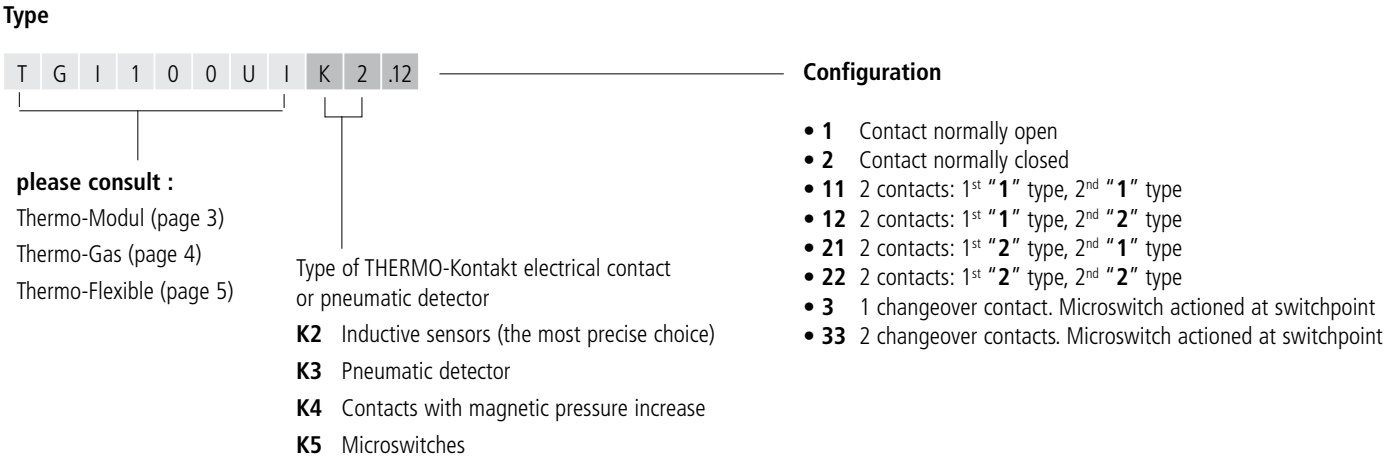 Type
T G I 1 0 0 U I K 2 .12
please consult :
Thermo-Modul (page 3)
Thermo-Gas (page 4)
Thermo-Flexible (page 5)
Type of THERMO-Kontakt electrical contact
or pneumatic detector
K2 Inductive sensors (the most precise choice)
K3 Pneumatic detector
K4 Contacts with magnetic pressure increase
K5 Microswitches
Configuration
• 1 Contact normally open
• 2 Contact normally closed
• 11 2 contacts: 1st "1" type, 2nd "1" type
• 12 2 contacts: 1st "1" type, 2nd "2" type
• 21 2 contacts: 1st "2" type, 2nd "1" type
• 22 2 contacts: 1st "2" type, 2nd "2" type
• 3 1 changeover contact. Microswitch actioned at switchpoint
• 33 2 changeover contacts. Microswitch actioned at switchpoint